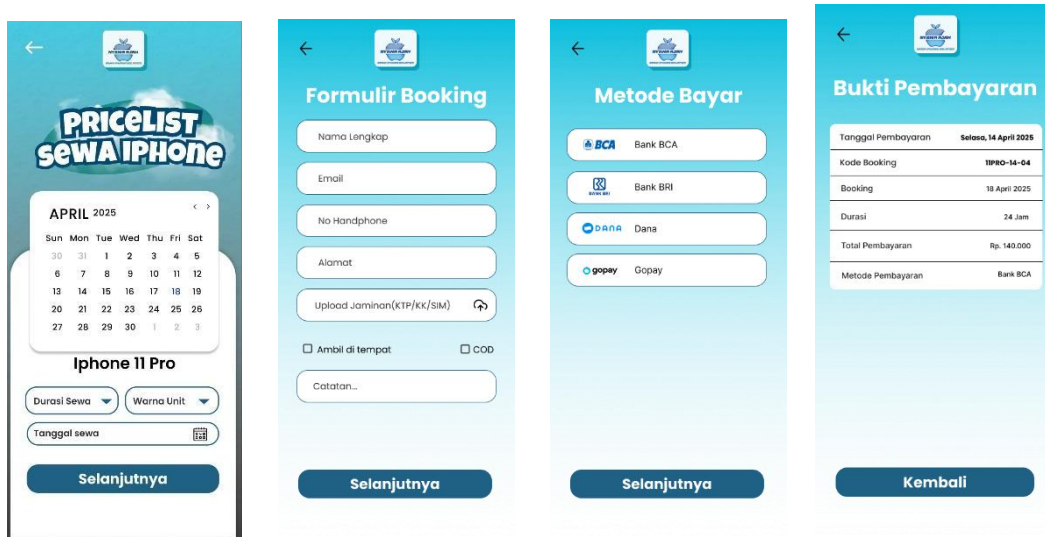 PRICELIST
SEWA IPHONE
APRIL 2025
Sun Mon Tue Wed Thu Fri Sat
30 31 1 2 3 4 5
6 7 8 9 10 11 12
13 14 15 16 17 18 19
20 21 22 23 24 25 26
27 28 29 30 1 2 3
Iphone 11 Pro
Durasi Sewa Warna Unit
Tanggal sewa
Selanjutnya
Formulir Booking
Nama Lengkap
Email
No Handphone
Alamat
Upload Jaminan(KTP/KK/SIM)
Ambil di tempat COD
Catatan...
Selanjutnya
Metode Bayar
BCA Bank BCA
BANK BRI Bank BRI
DANA Dana
gopay Gopay
Selanjutnya
Bukti Pembayaran
Tanggal Pembayaran Selasa, 14 April 2025
Kode Booking 11PRO-14-04
Booking 18 April 2025
Durasi 24 Jam
Total Pembayaran Rp. 140.000
Metode Pembayaran Bank BCA
Kembali